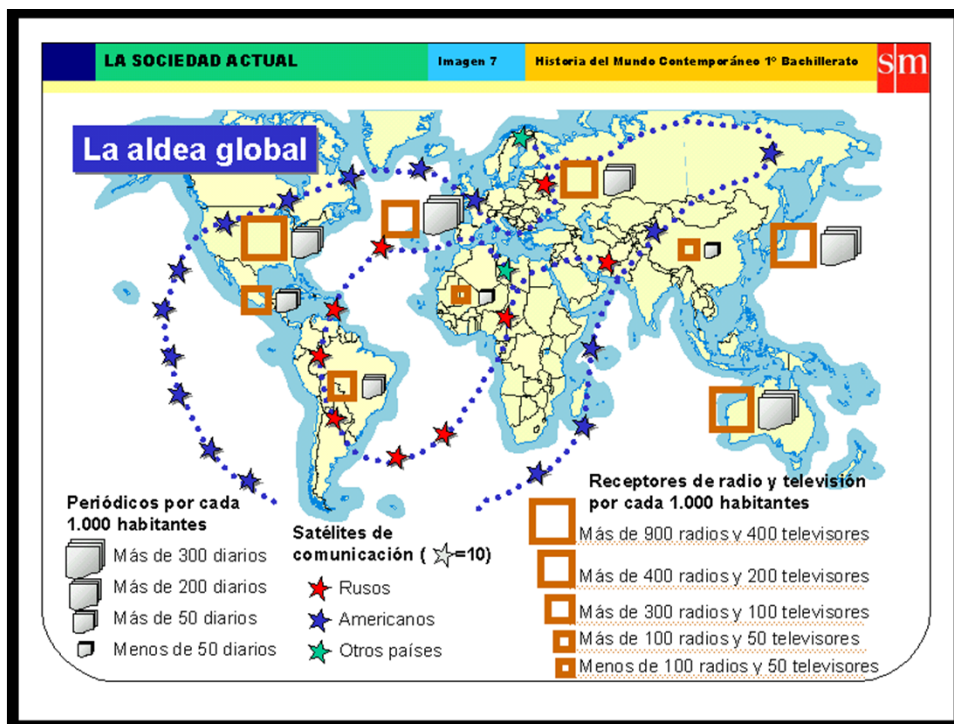 LA SOCIEDAD ACTUAL
Imagen 7
Historia del Mundo Contemporáneo 1º Bachillerato
sm
La aldea global
Periódicos por cada
1.000 habitantes
Más de 300 diarios
Más de 200 diarios
Más de 50 diarios
Menos de 50 diarios
Satélites de
comunicación ( =10)
Rusos
Americanos
Otros países
Receptores de radio y televisión
por cada 1.000 habitantes
Más de 900 radios y 400 televisores
Más de 400 radios y 200 televisores
Más de 300 radios y 100 televisores
Más de 100 radios y 50 televisores
Menos de 100 radios y 50 televisores